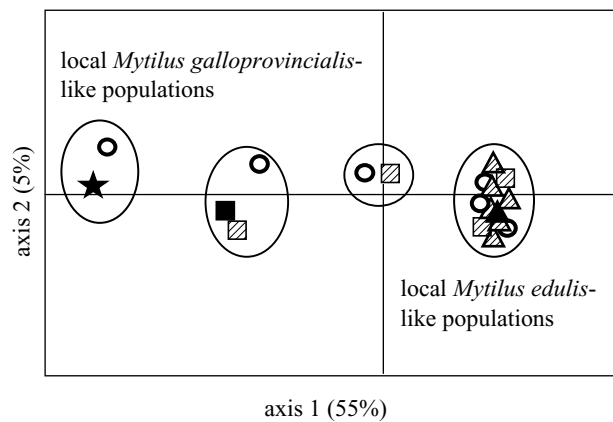 local Mytilus galloprovincialis-
like populations
axis 2 (5%)
local Mytilus edulis-
like populations
axis 1 (55%)